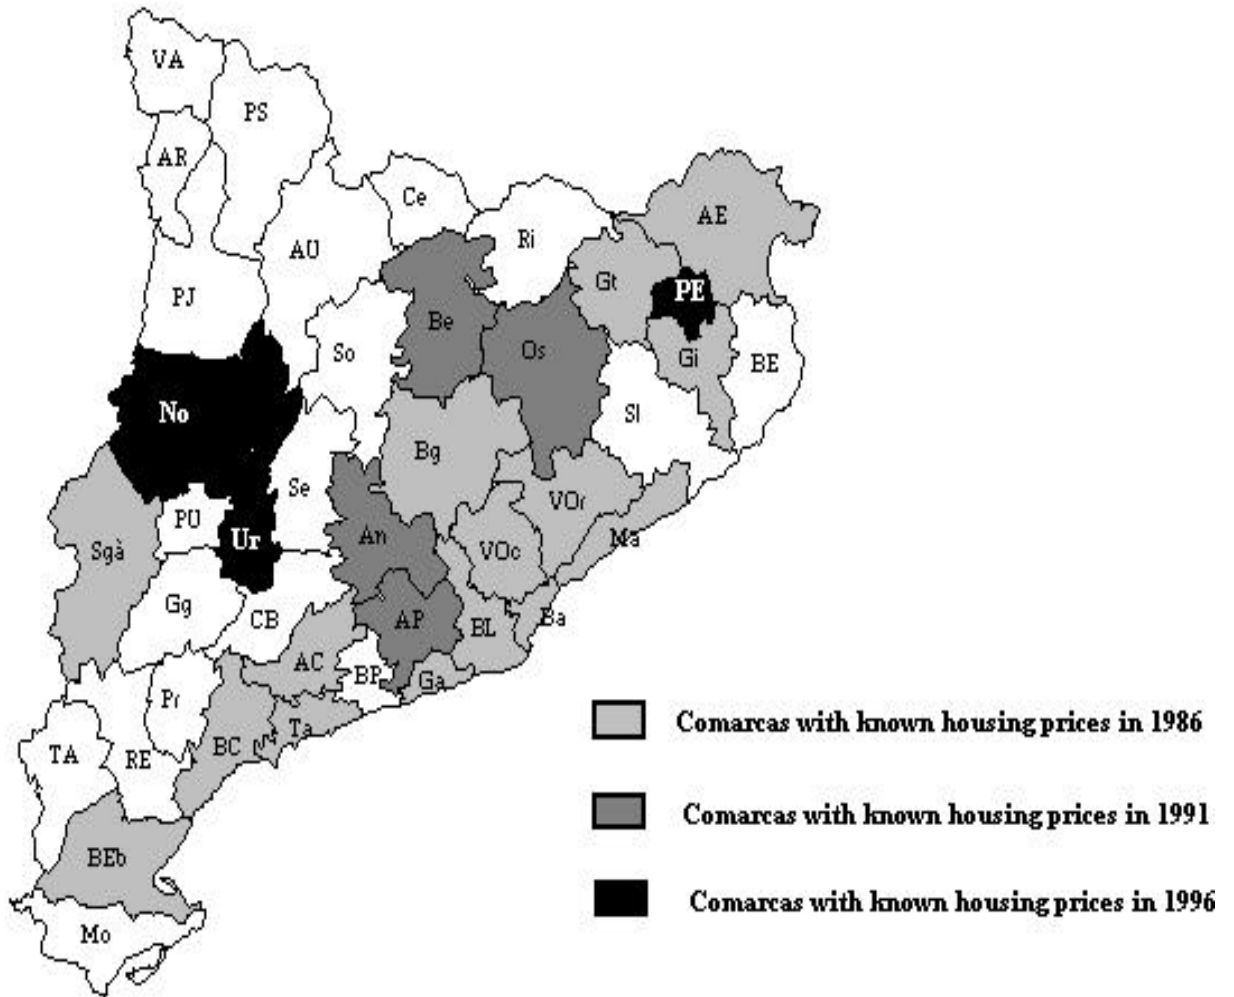 VA
PS
AR
Ce
AE
AU
Ri
Gt
PJ
PE
Be
So
Os
Gi
BE
No
Sl
Bg
Se
VOr
PU
An
Ur
Ma
Sgà
VOc
Gg
CB
AP
BL
Ba
AC
BP
Ga
Pr
Ta
BC
TA
RE
BEb
Mo
Comarcas with known housing prices in 1986
Comarcas with known housing prices in 1991
Comarcas with known housing prices in 1996